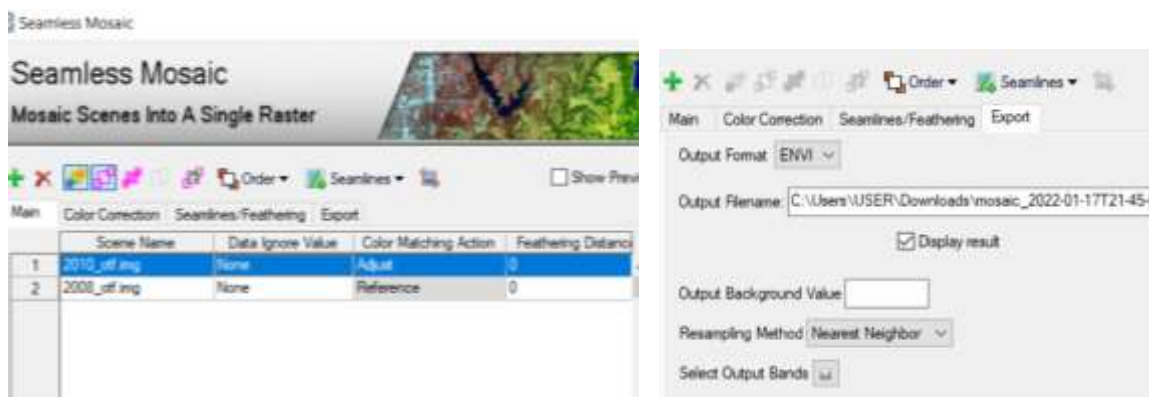 Seamless Mosaic
Seamless Mosaic
Mosaic Scenes Into A Single Raster
Order Seamlines Show Prev
Main Color Correction Seamlines/Feathering Export
Scene Name Data Ignore Value Color Matching Action Feathering Distance
1 2010_otf.img None Adjust 0
2 2008_otf.img None Reference 0
Order Seamlines
Main Color Correction Seamlines/Feathering Export
Output Format ENVI
Output Filename C:\Users\USER\Downloads\mosaic_2022-01-17T21-45-
Display result
Output Background Value
Resampling Method Nearest Neighbor
Select Output Bands